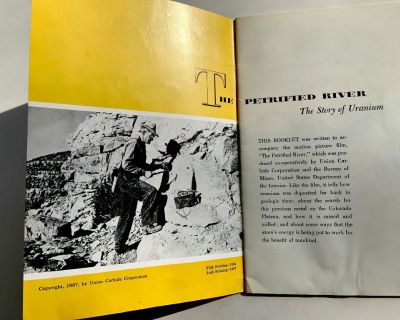 THE PETRIFIED RIVER
The Story of Uranium
THIS BOOKLET was written to ac-
company the motion picture film,
"The Petrified River," which was pro-
duced co-operatively by Union Car-
bide Corporation and the Bureau of
Mines, United States Department of
the Interior. Like the film, it tells how
uranium was deposited far back in
geologic time; about the search for
this precious metal on the Colorado
Plateau, and how it is mined and
milled; and about some ways that the
stone's energy is being put to work for
the benefit of mankind.
Copyright, 1957, by Union Carbide Corporation